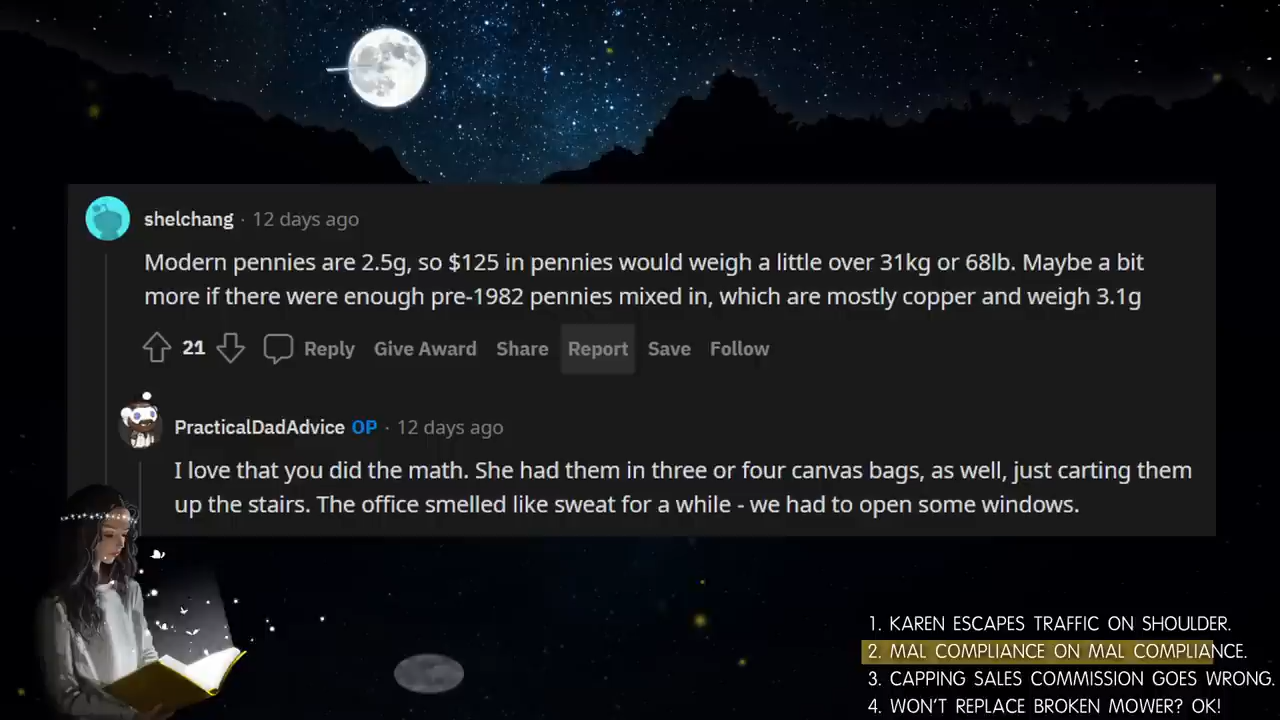 shelchang · 12 days ago
Modern pennies are 2.5g, so $125 in pennies would weigh a little over 31kg or 68lb. Maybe a bit
more if there were enough pre-1982 pennies mixed in, which are mostly copper and weigh 3.1g
21 Reply Give Award Share Report Save Follow
PracticalDadAdvice OP · 12 days ago
I love that you did the math. She had them in three or four canvas bags, as well, just carting them
up the stairs. The office smelled like sweat for a while - we had to open some windows.
1. KAREN ESCAPES TRAFFIC ON SHOULDER.
2. MAL COMPLIANCE ON MAL COMPLIANCE.
3. CAPPING SALES COMMISSION GOES WRONG.
4. WON'T REPLACE BROKEN MOWER? OK!